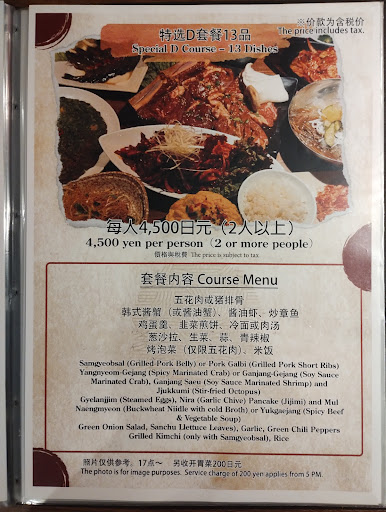 ※价款为含税价
The price includes tax.
特选D套餐13品
Special D Course - 13 Dishes
每人4,500日元（2人以上）
4,500 yen per person（2 or more people）
The price is subject to tax
套餐内容 Course Menu
五花肉或猪排骨
韩式酱蟹（或酱油蟹）、酱油虾、炒章鱼
鸡蛋羹、韭菜煎饼、冷面或肉汤
葱沙拉、生菜、蒜、青辣椒
烤泡菜（仅限五花肉）、米饭
Samgyeobsal (Grilled Pork Belly) or Pork Galbi (Grilled Pork Short Ribs)
Yangnyeom-Gejang (Spicy Marinated Crab) or Ganjang-Gejang (Soy Sauce
Marinated Crab), Ganjang Saeu (Soy Sauce Marinated Shrimp) and
Jjukkumi (Stir-fried Octopus)
Gyelanjjim (Steamed Eggs), Nira (Garlic Chive) Pancake (Jijimi) and Mul
Naengmyeon (Buckwheat Niidle with cold Broth) or Yukgaejang (Spicy Beef
& Vegetable Soup)
Green Onion Salad, Sanchu Llettuce Leaves), Garlic, Green Chili Peppers
Grilled Kimchi (only with Samgyeobsal), Rice
照片仅供参考。17点～ 另收开胃菜200日元
The photo is for image purposes. Service charge of 200 yen applies from 5 PM.